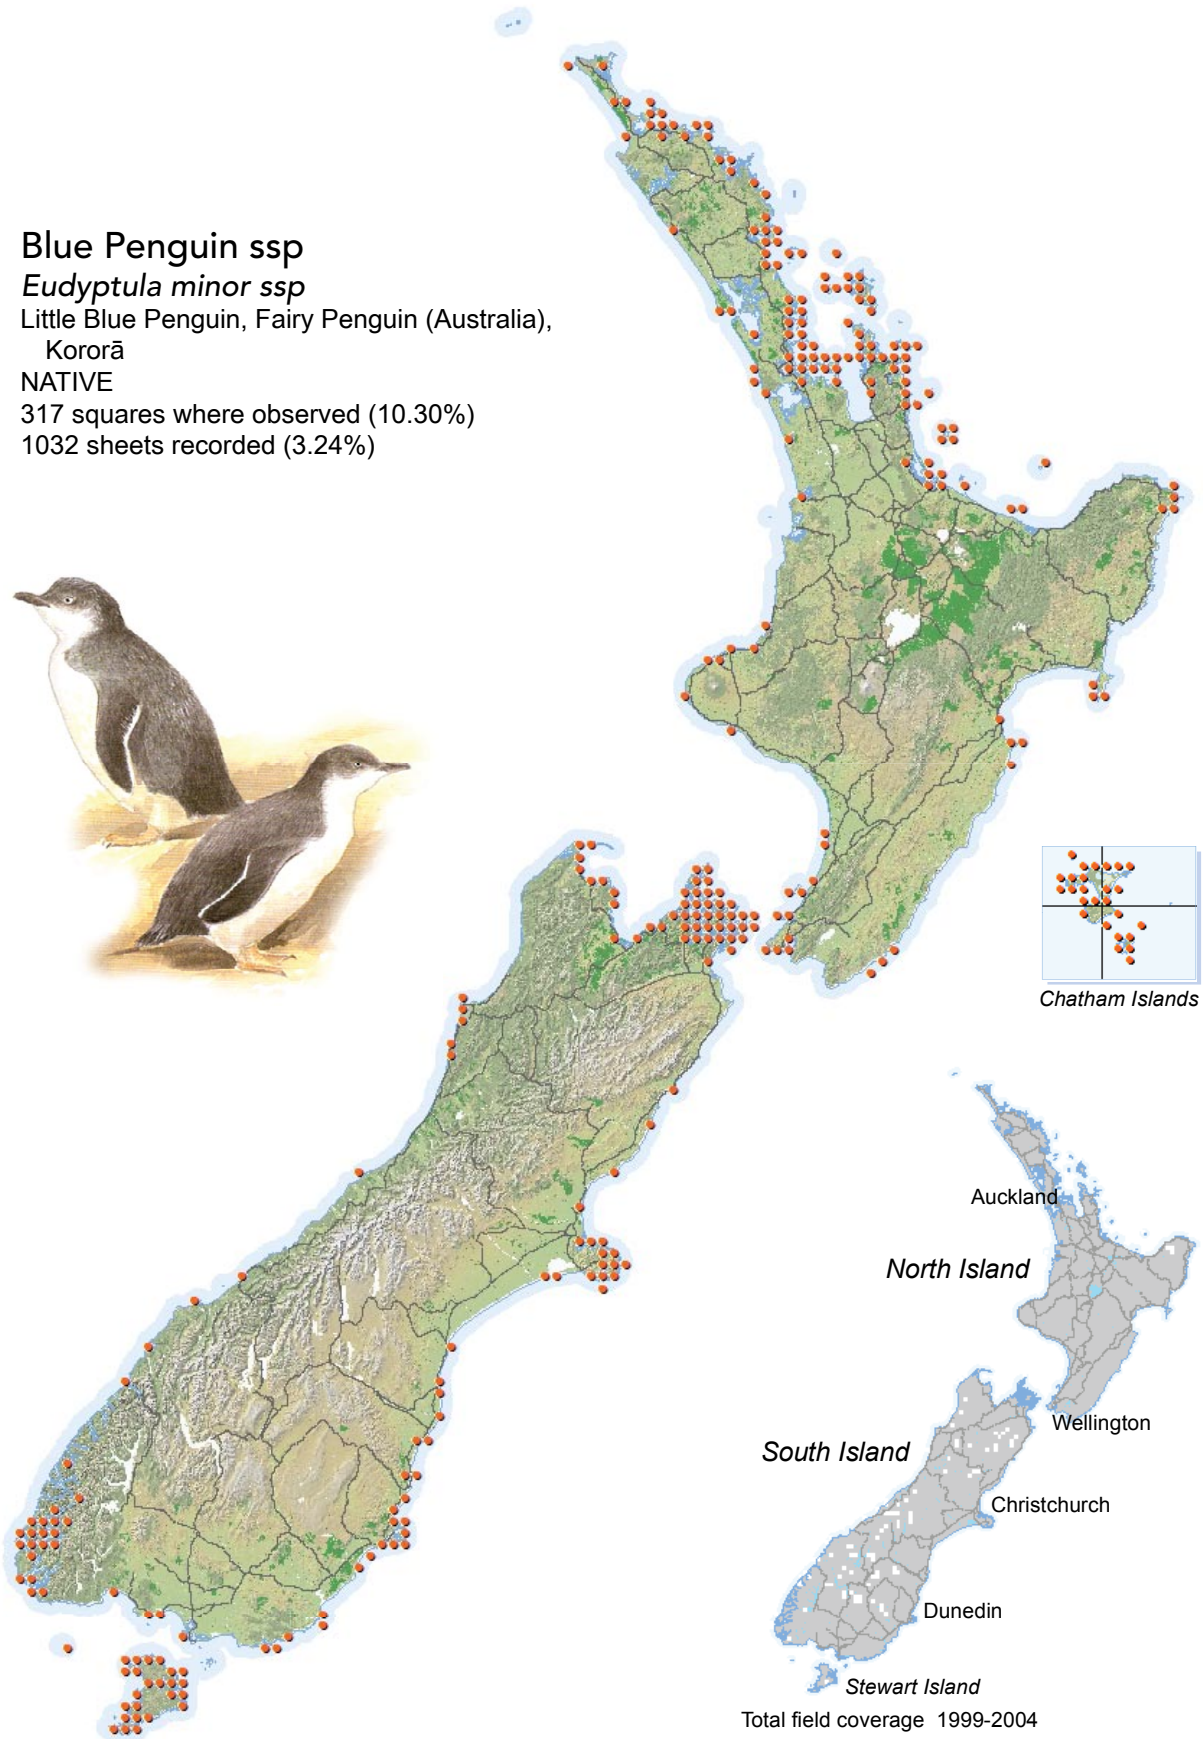 Blue Penguin ssp
Eudyptula minor ssp
Little Blue Penguin, Fairy Penguin (Australia),
Kororā
NATIVE
317 squares where observed (10.30%)
1032 sheets recorded (3.24%)
Chatham Islands
Auckland
North Island
Wellington
South Island
Christchurch
Dunedin
Stewart Island
Total field coverage 1999-2004